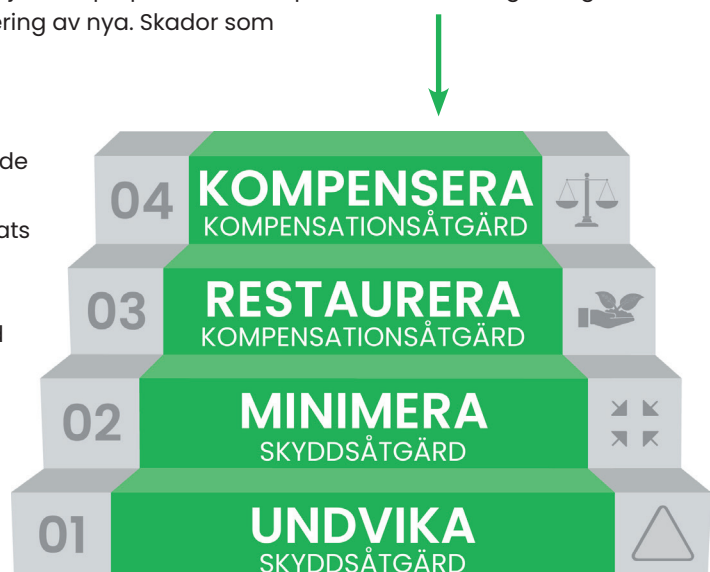 ering av nya. Skador som
de
ats
04 KOMPENSERA
KOMPENSATIONSÅTGÄRD
03 RESTAURERA
KOMPENSATIONSÅTGÄRD
02 MINIMERA
SKYDDSÅTGÄRD
01 UNDVIKA
SKYDDSÅTGÄRD